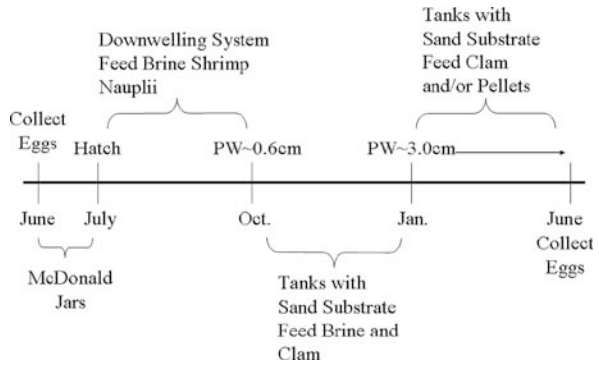 Downwelling System
Feed Brine Shrimp
Nauplii
Tanks with
Sand Substrate
Feed Clam
and/or Pellets
Collect
Eggs
Hatch
PW~0.6cm
PW~3.0cm
June
July
Oct.
Jan.
June
Collect
Eggs
McDonald
Jars
Tanks with
Sand Substrate
Feed Brine and
Clam